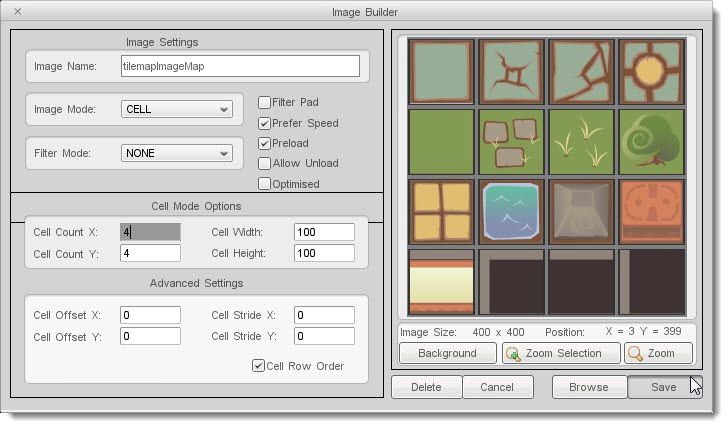 Image Builder
Image Settings
Image Name: tilemapImageMap
Image Mode: CELL
Filter Mode: NONE
Filter Pad
Prefer Speed
Preload
Allow Unload
Optimised
Cell Mode Options
Cell Count X: 4 Cell Width: 100
Cell Count Y: 4 Cell Height: 100
Advanced Settings
Cell Offset X: 0 Cell Stride X: 0
Cell Offset Y: 0 Cell Stride Y: 0
Cell Row Order
Image Size: 400 x 400 Position: X = 3 Y = 399
Background Zoom Selection Zoom
Delete Cancel Browse Save